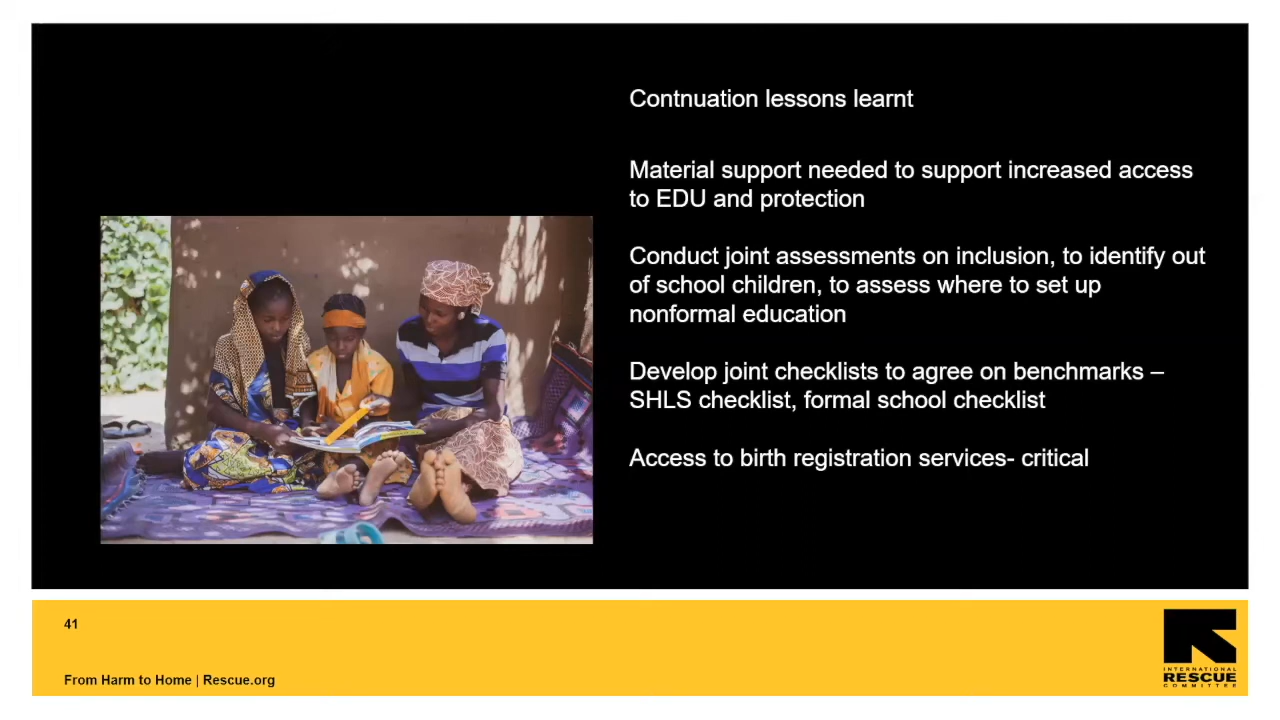 Contnuation lessons learnt
Material support needed to support increased access
to EDU and protection
Conduct joint assessments on inclusion, to identify out
of school children, to assess where to set up
nonformal education
Develop joint checklists to agree on benchmarks –
SHLS checklist, formal school checklist
Access to birth registration services- critical
41
From Harm to Home | Rescue.org
INTERNATIONAL
RESCUE
COMMITTEE